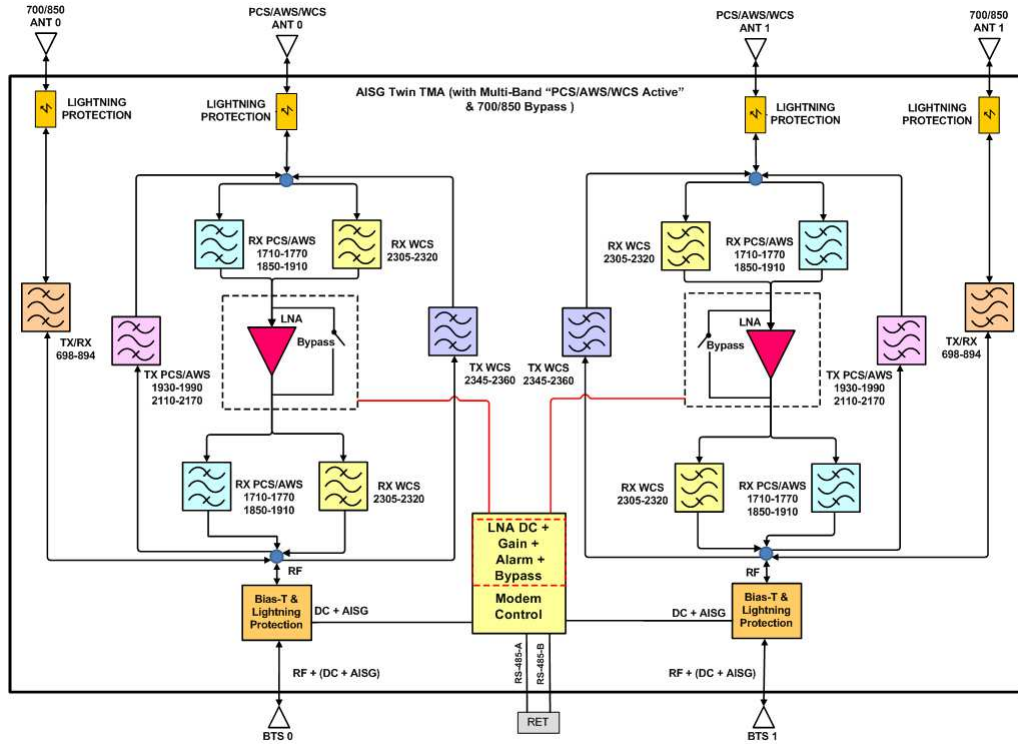 700/850
ANT 0
PCS/AWS/WCS
ANT 0
PCS/AWS/WCS
ANT 1
700/850
ANT 1
AISG Twin TMA (with Multi-Band “PCS/AWS/WCS Active”
& 700/850 Bypass )
LIGHTNING
PROTECTION
LIGHTNING
PROTECTION
LIGHTNING
PROTECTION
LIGHTNING
PROTECTION
RX PCS/AWS
1710-1770
1850-1910
RX WCS
2305-2320
RX WCS
2305-2320
RX PCS/AWS
1710-1770
1850-1910
LNA
Bypass
LNA
Bypass
TX/RX
698-894
TX PCS/AWS
1930-1990
2110-2170
TX WCS
2345-2360
TX WCS
2345-2360
TX PCS/AWS
1930-1990
2110-2170
TX/RX
698-894
RX PCS/AWS
1710-1770
1850-1910
RX WCS
2305-2320
RX WCS
2305-2320
RX PCS/AWS
1710-1770
1850-1910
LNA DC +
Gain +
Alarm +
Bypass
Modem
Control
RF
RF
Bias-T &
Lightning
Protection
DC + AISG
DC + AISG
Bias-T &
Lightning
Protection
RS-485-A
RS-485-B
RF + (DC + AISG)
RF + (DC + AISG)
RET
BTS 0
BTS 1